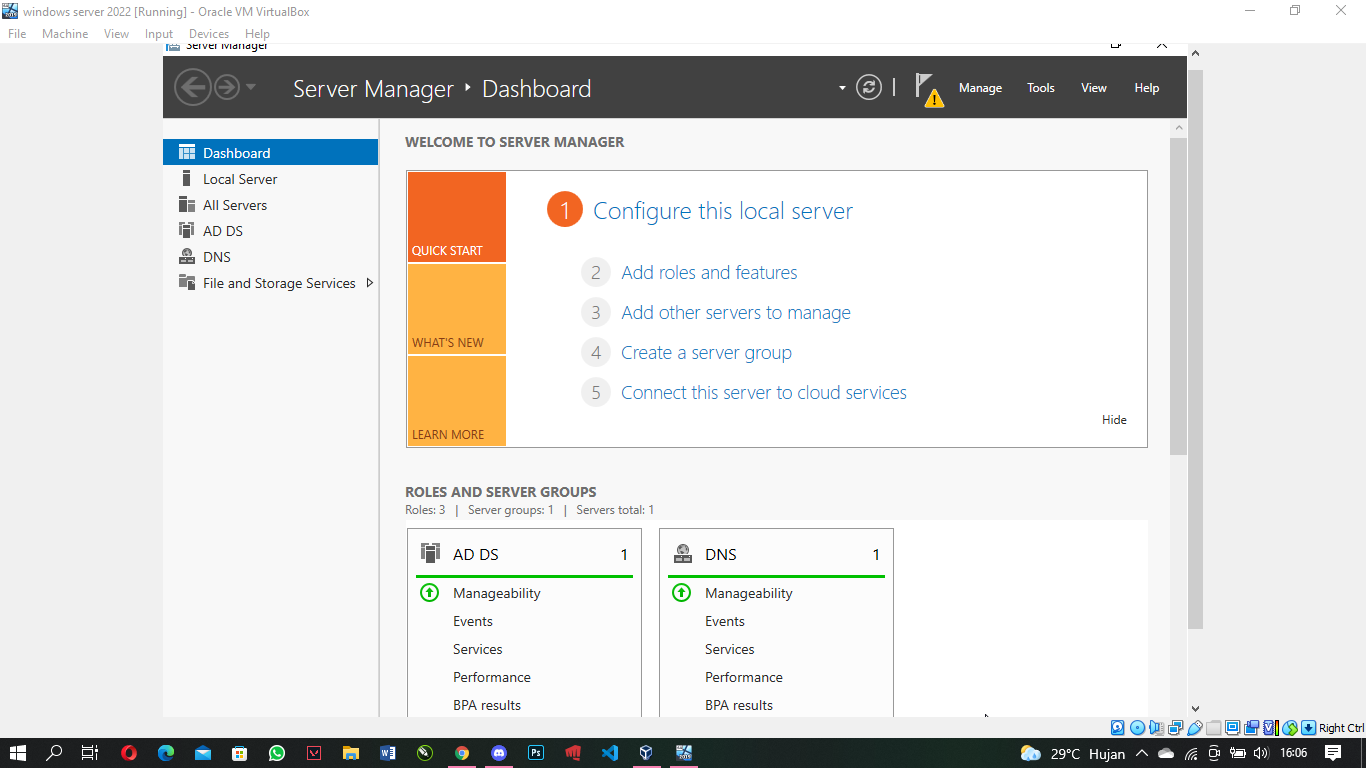 windows server 2022 [Running] - Oracle VM VirtualBox
File Machine View Input Devices Help
Server Manager
Server Manager Dashboard
Manage Tools View Help
Dashboard
Local Server
All Servers
AD DS
DNS
File and Storage Services
WELCOME TO SERVER MANAGER
QUICK START
WHAT'S NEW
LEARN MORE
1 Configure this local server
2 Add roles and features
3 Add other servers to manage
4 Create a server group
5 Connect this server to cloud services
Hide
ROLES AND SERVER GROUPS
Roles: 3 | Server groups: 1 | Servers total: 1
AD DS 1
Manageability
Events
Services
Performance
BPA results
DNS 1
Manageability
Events
Services
Performance
BPA results
Right Ctrl
29°C Hujan 16:06